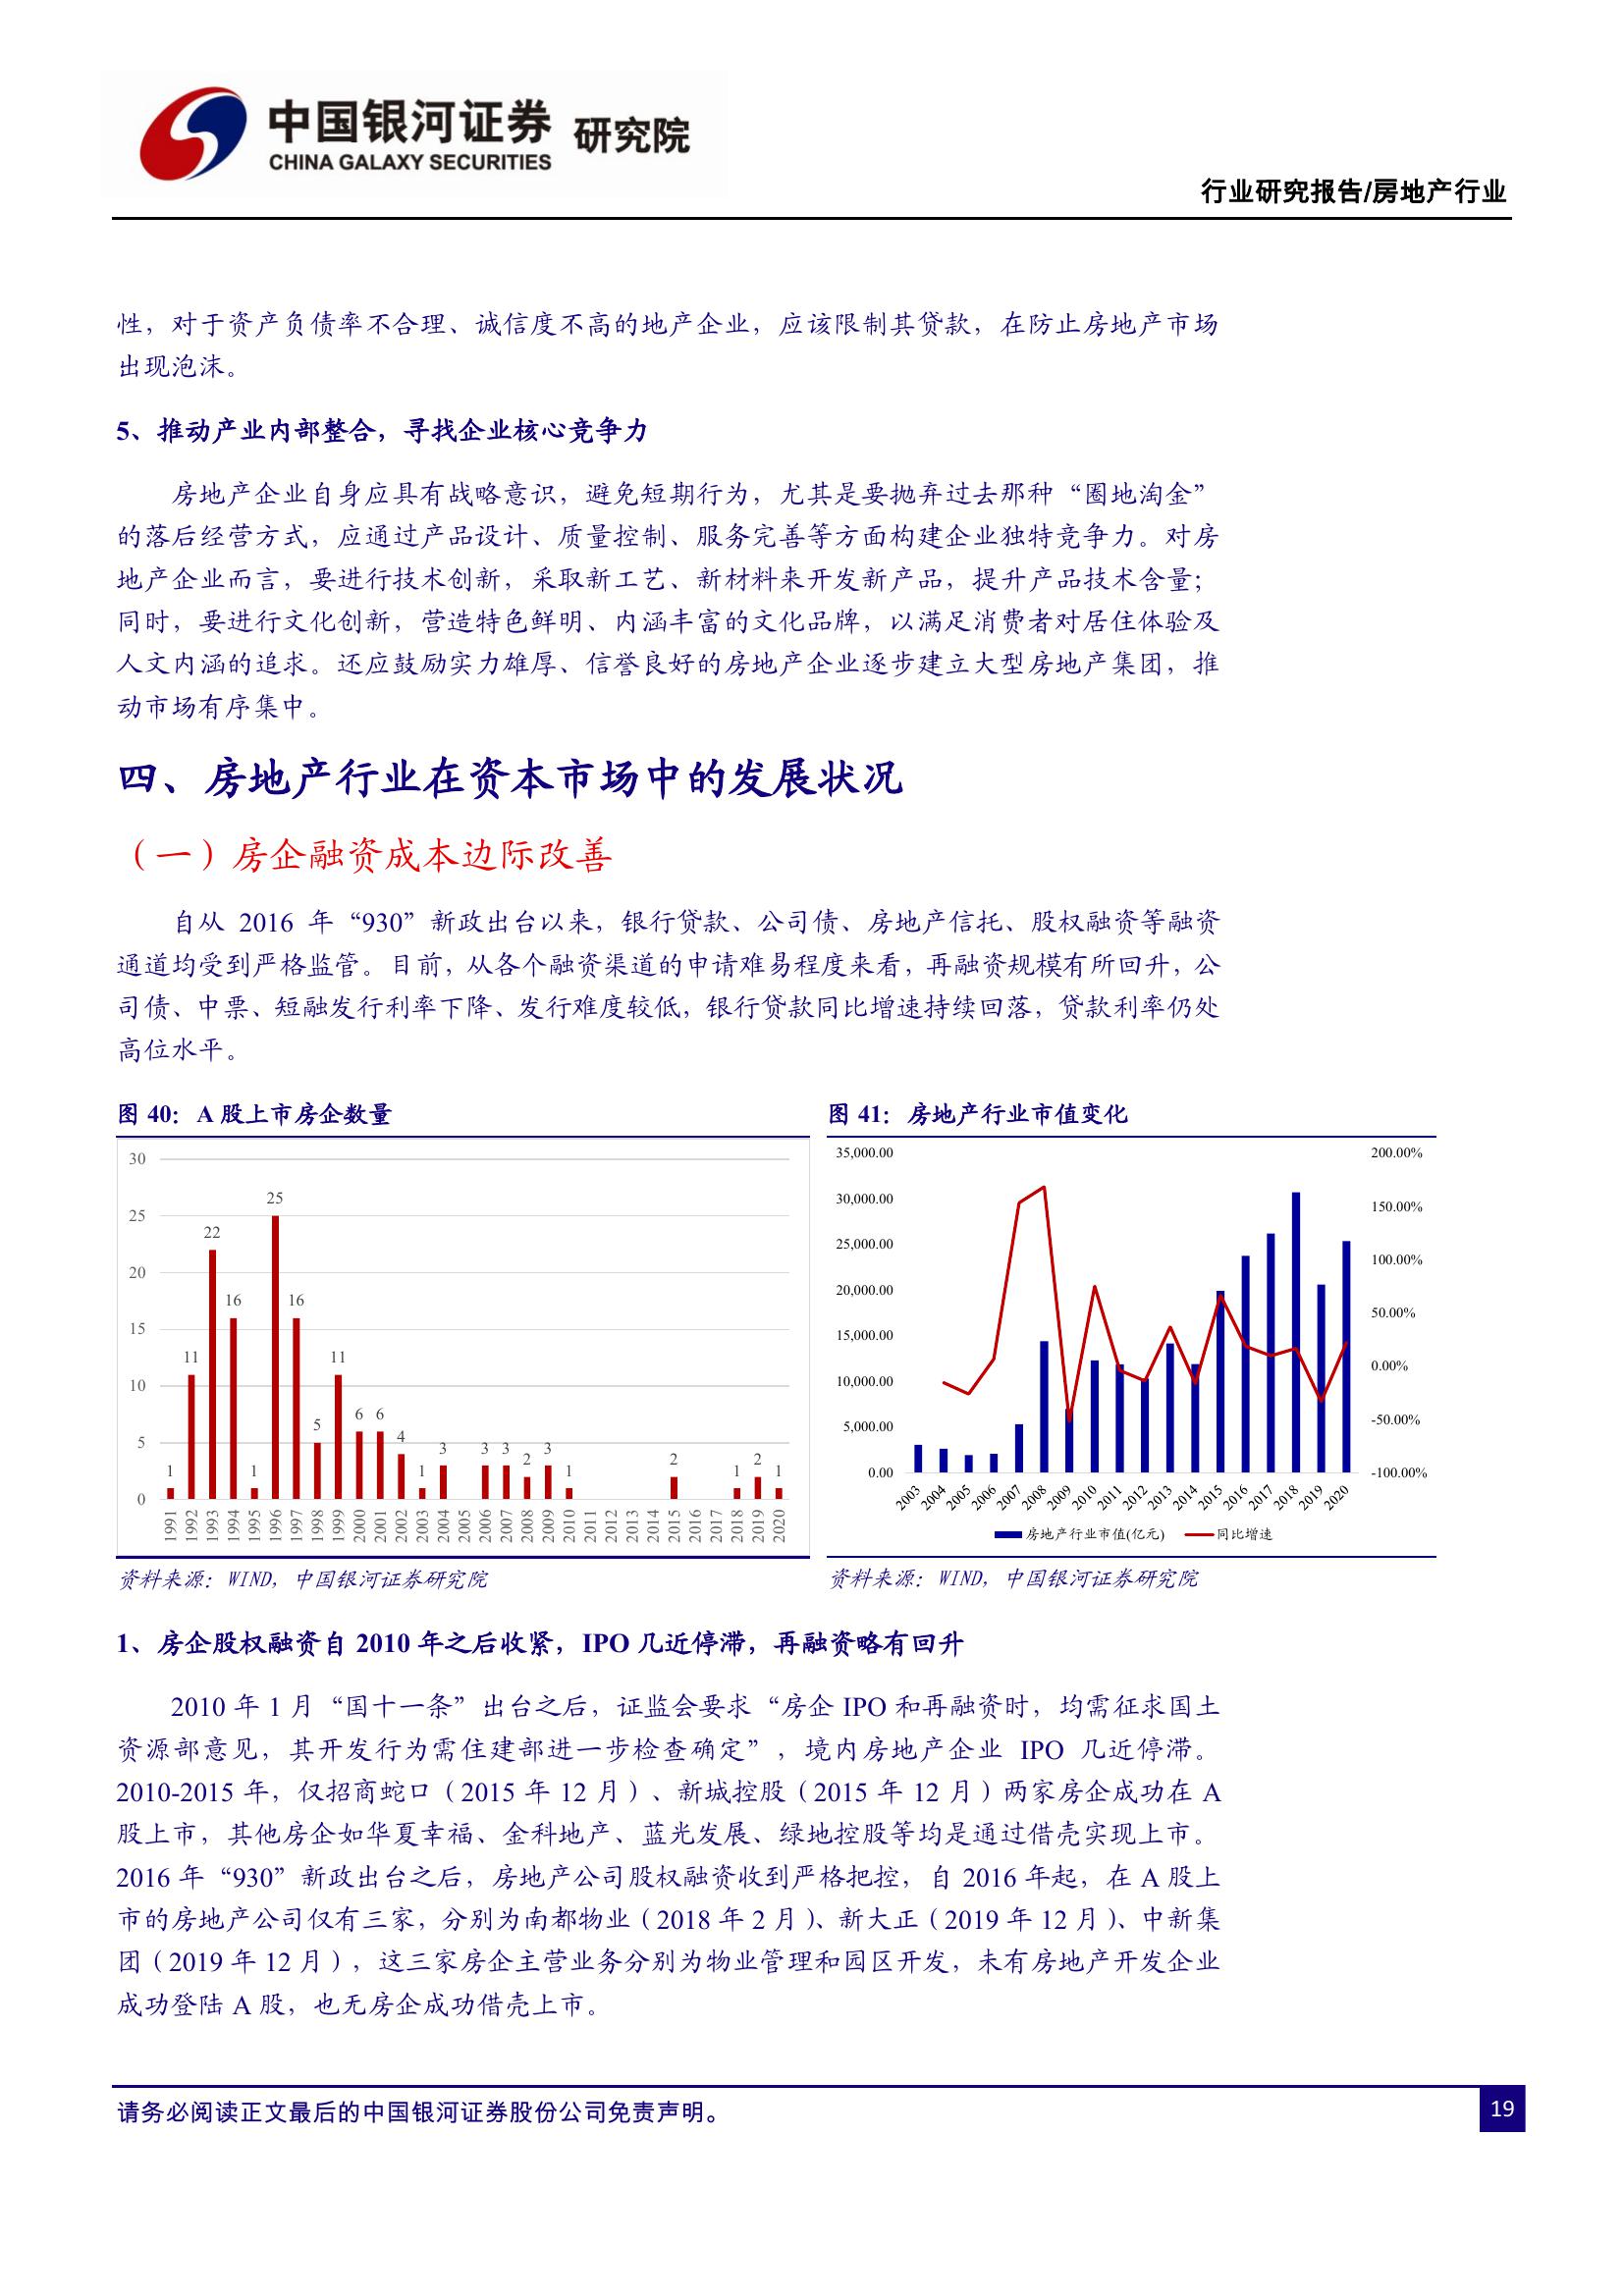 中国银河证券 研究院
CHINA GALAXY SECURITIES
行业研究报告/房地产行业
性，对于资产负债率不合理、诚信度不高的地产企业，应该限制其贷款，在防止房地产市场
出现泡沫。
5、推动产业内部整合，寻找企业核心竞争力
房地产企业自身应具有战略意识，避免短期行为，尤其是要抛弃过去那种“圈地淘金”
的落后经营方式，应通过产品设计、质量控制、服务完善等方面构建企业独特竞争力。对房
地产企业而言，要进行技术创新，采取新工艺、新材料来开发新产品，提升产品技术含量；
同时，要进行文化创新，营造特色鲜明、内涵丰富的文化品牌，以满足消费者对居住体验及
人文内涵的追求。还应鼓励实力雄厚、信誉良好的房地产企业逐步建立大型房地产集团，推
动市场有序集中。
四、房地产行业在资本市场中的发展状况
（一）房企融资成本边际改善
自从 2016 年“930”新政出台以来，银行贷款、公司债、房地产信托、股权融资等融资
通道均受到严格监管。目前，从各个融资渠道的申请难易程度来看，再融资规模有所回升，公
司债、中票、短融发行利率下降、发行难度较低，银行贷款同比增速持续回落，贷款利率仍处
高位水平。
图 40：A 股上市房企数量
30
25
20
15
10
5
0
1 11 22 16 1 25 16 5 11 6 6 4 1 3 3 3 2 3 1 2 1 2 1
1991 1992 1993 1994 1995 1996 1997 1998 1999 2000 2001 2002 2003 2004 2005 2006 2007 2008 2009 2010 2011 2012 2013 2014 2015 2016 2017 2018 2019 2020
资料来源：WIND，中国银河证券研究院
图 41：房地产行业市值变化
35,000.00
30,000.00
25,000.00
20,000.00
15,000.00
10,000.00
5,000.00
0.00
200.00%
150.00%
100.00%
50.00%
0.00%
-50.00%
-100.00%
2003 2004 2005 2006 2007 2008 2009 2010 2011 2012 2013 2014 2015 2016 2017 2018 2019 2020
房地产行业市值(亿元) 同比增速
资料来源：WIND，中国银河证券研究院
1、房企股权融资自 2010 年之后收紧，IPO 几近停滞，再融资略有回升
2010 年 1 月“国十一条”出台之后，证监会要求“房企 IPO 和再融资时，均需征求国土
资源部意见，其开发行为需住建部进一步检查确定”，境内房地产企业 IPO 几近停滞。
2010-2015 年，仅招商蛇口（2015 年 12 月）、新城控股（2015 年 12 月）两家房企成功在 A
股上市，其他房企如华夏幸福、金科地产、蓝光发展、绿地控股等均是通过借壳实现上市。
2016 年“930”新政出台之后，房地产公司股权融资收到严格把控，自 2016 年起，在 A 股上
市的房地产公司仅有三家，分别为南都物业（2018 年 2 月）、新大正（2019 年 12 月）、中新集
团（2019 年 12 月），这三家房企主营业务分别为物业管理和园区开发，未有房地产开发企业
成功登陆 A 股，也无房企成功借壳上市。
请务必阅读正文最后的中国银河证券股份公司免责声明。
19